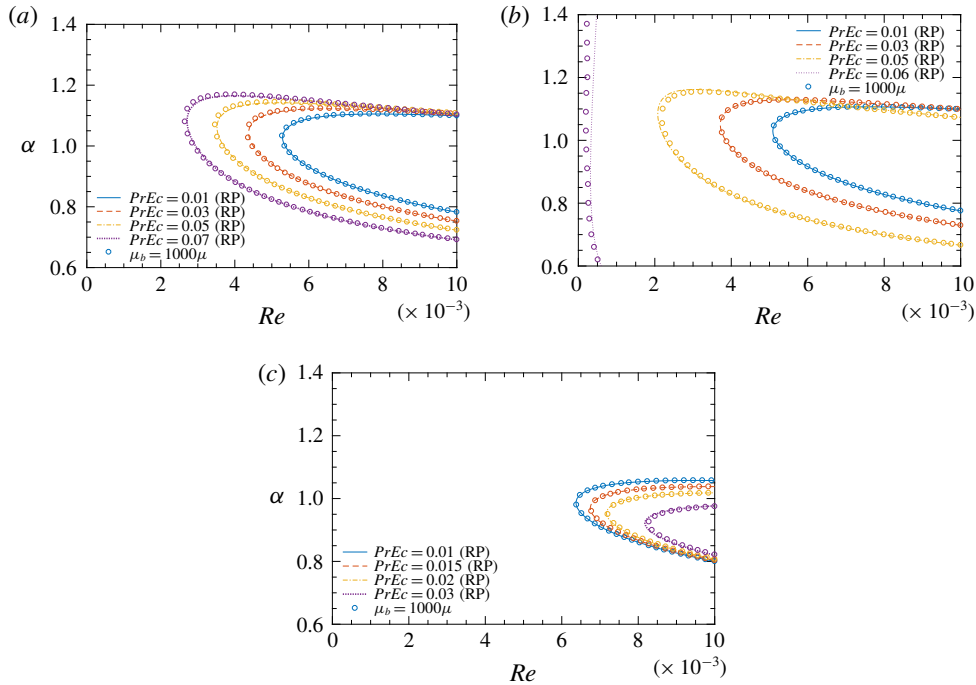 (a)
1.4
1.2
1.0
0.8
0.6
α
PrEc = 0.01 (RP)
PrEc = 0.03 (RP)
PrEc = 0.05 (RP)
PrEc = 0.07 (RP)
μb = 1000μ
0 2 4 6 8 10
(× 10⁻³)
Re
(b)
1.4
1.2
1.0
0.8
0.6
PrEc = 0.01 (RP)
PrEc = 0.03 (RP)
PrEc = 0.05 (RP)
PrEc = 0.06 (RP)
μb = 1000μ
0 2 4 6 8 10
(× 10⁻³)
Re
(c)
1.4
1.2
1.0
0.8
0.6
α
PrEc = 0.01 (RP)
PrEc = 0.015 (RP)
PrEc = 0.02 (RP)
PrEc = 0.03 (RP)
μb = 1000μ
0 2 4 6 8 10
(× 10⁻³)
Re